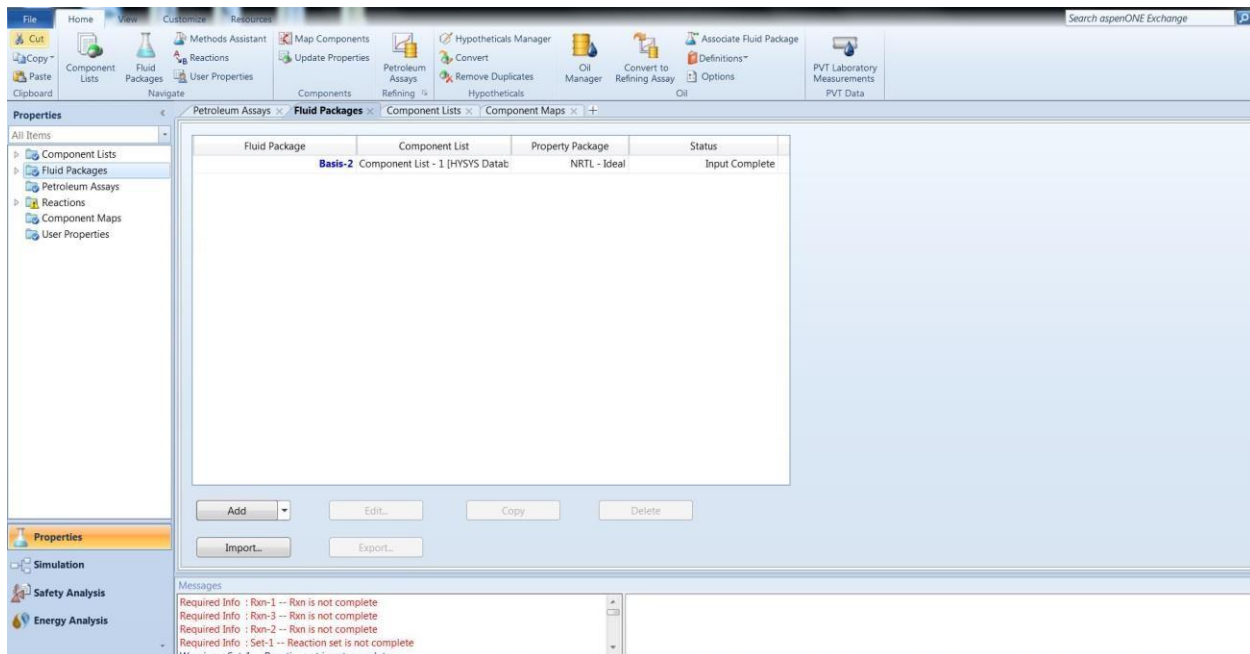 File Home View Customize Resources Search aspenONE Exchange
Cut Methods Assistant Map Components Hypotheticals Manager Associate Fluid Package
Copy Reactions Update Properties Convert Definitions
Paste Component Lists Fluid Packages User Properties Petroleum Assays Remove Duplicates Oil Manager Convert to Refining Assay Options PVT Laboratory Measurements
Clipboard Navigate Components Refining Hypotheticals Oil PVT Data
Properties Petroleum Assays Fluid Packages Component Lists Component Maps +
All Items
Component Lists
Fluid Packages
Petroleum Assays
Reactions
Component Maps
User Properties
Fluid Package Component List Property Package Status
Basis-2 Component List - 1 [HYSYS Datab NRTL - Ideal Input Complete
Add Edit... Copy Delete
Import... Export...
Properties
Simulation
Safety Analysis
Energy Analysis
Messages
Required Info : Rxn-1 -- Rxn is not complete
Required Info : Rxn-3 -- Rxn is not complete
Required Info : Rxn-2 -- Rxn is not complete
Required Info : Set-1 -- Reaction set is not complete